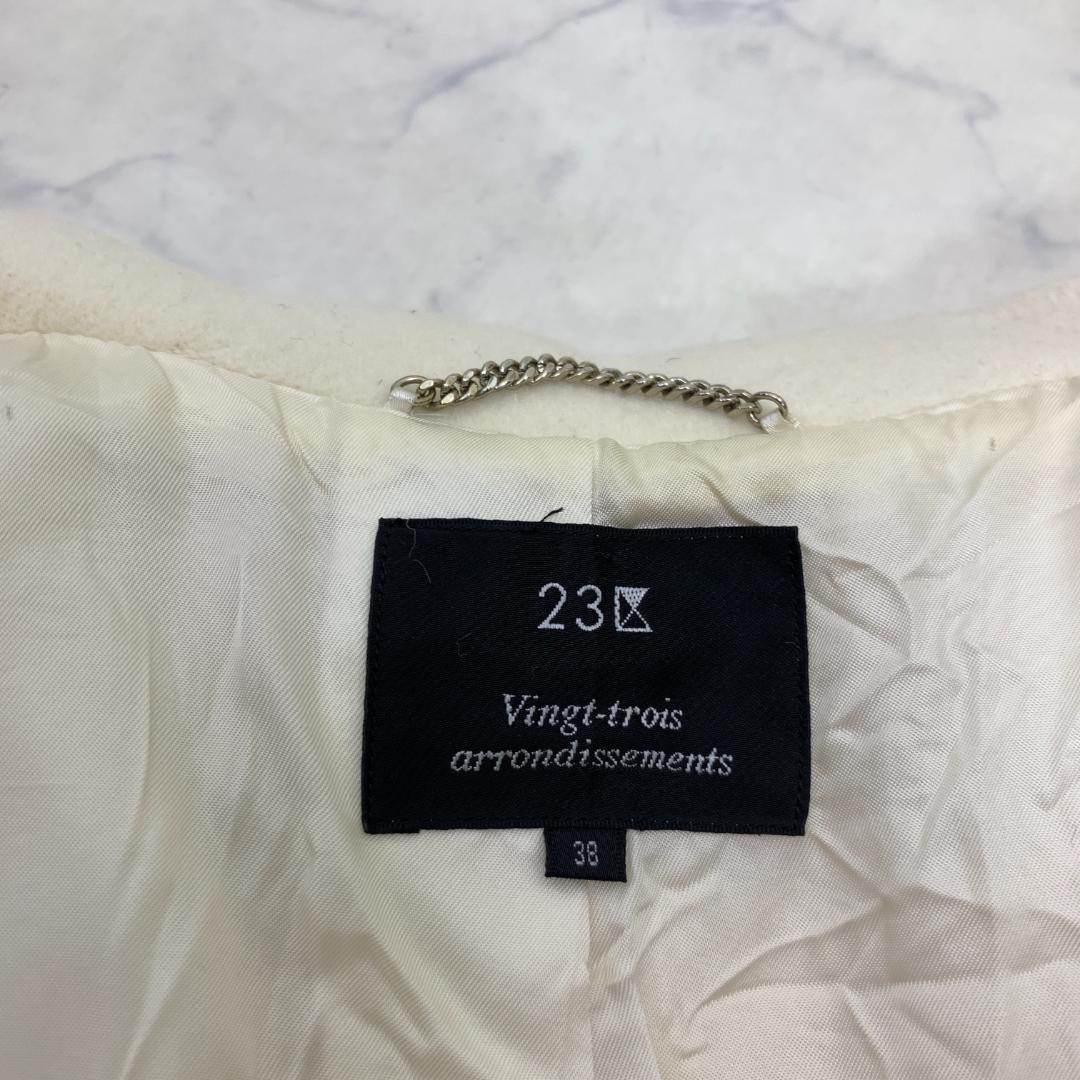 23区
Vingt-trois
arrondissements
38